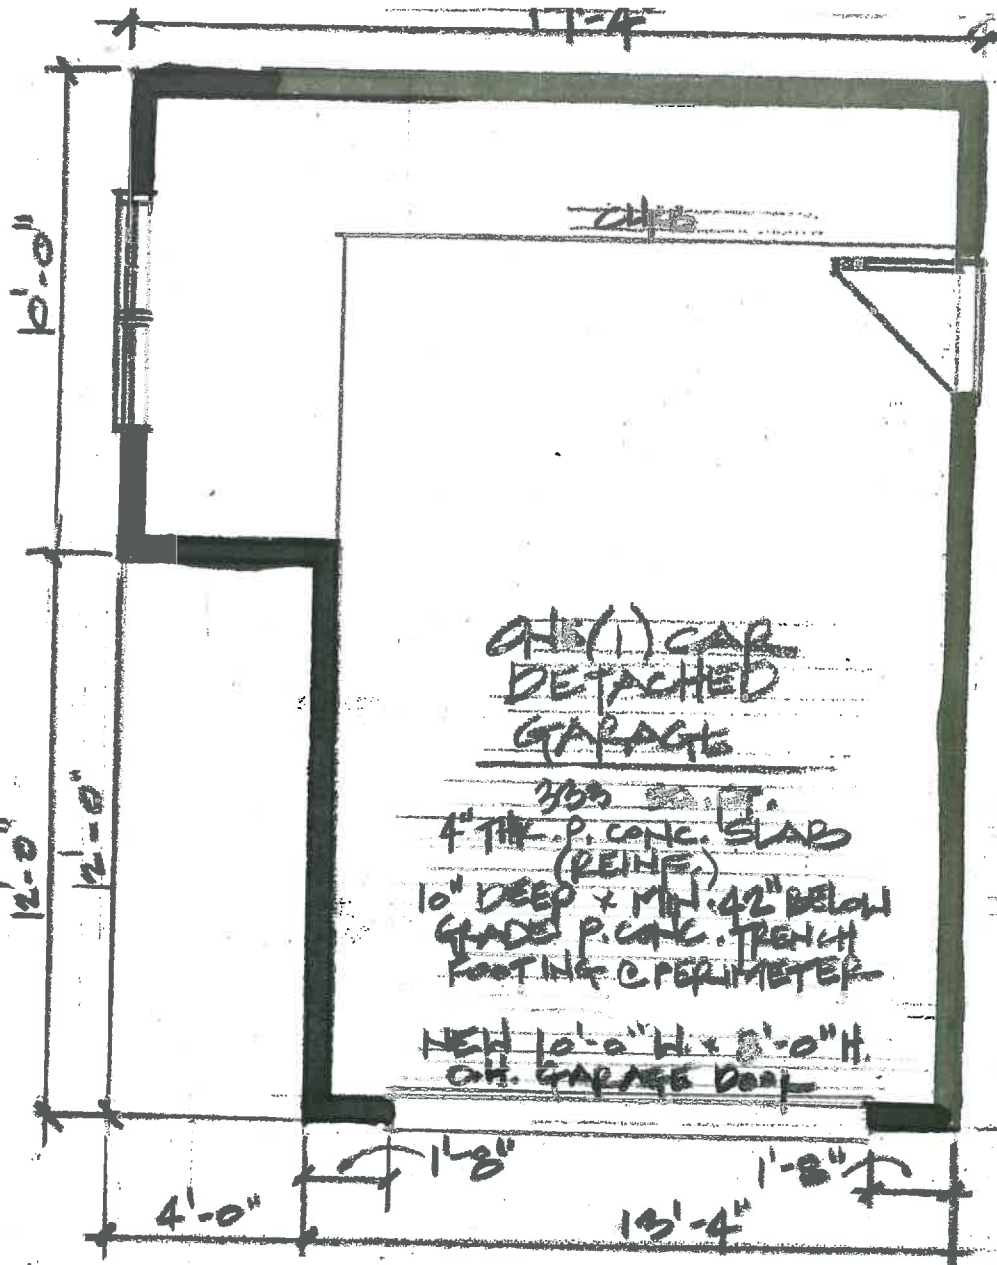 17'-4"
10'-0"
OH'G
ONE (1) CAR
DETACHED
GARAGE
333
4" THK. P. CONC. SLAB
(REINF.)
10" DEEP x MIN. 42" BELOW
GRADE P. CONC. TRENCH
FOOTING @ PERIMETER
NEW 10'-0" W. x 8'-0" H.
O.H. GARAGE DOOR
12'-0"
12'-0"
1'-8"
1'-8"
4'-0"
13'-4"